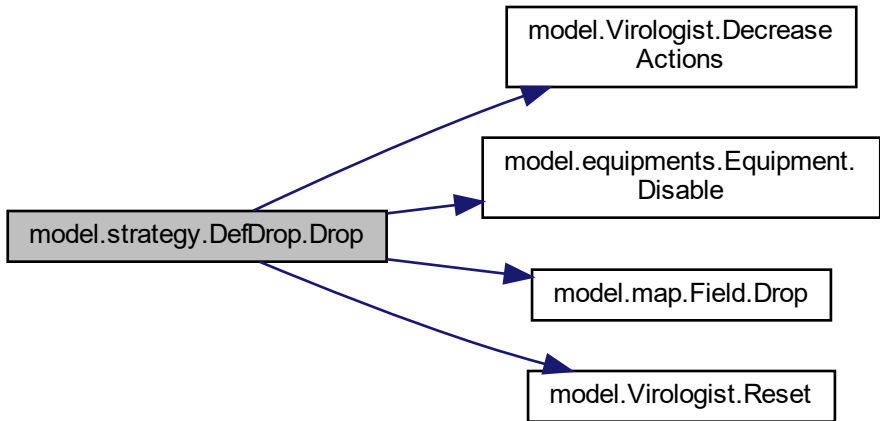 model.Virologist.Decrease
Actions
model.equipments.Equipment.
Disable
model.strategy.DefDrop.Drop
model.map.Field.Drop
model.Virologist.Reset